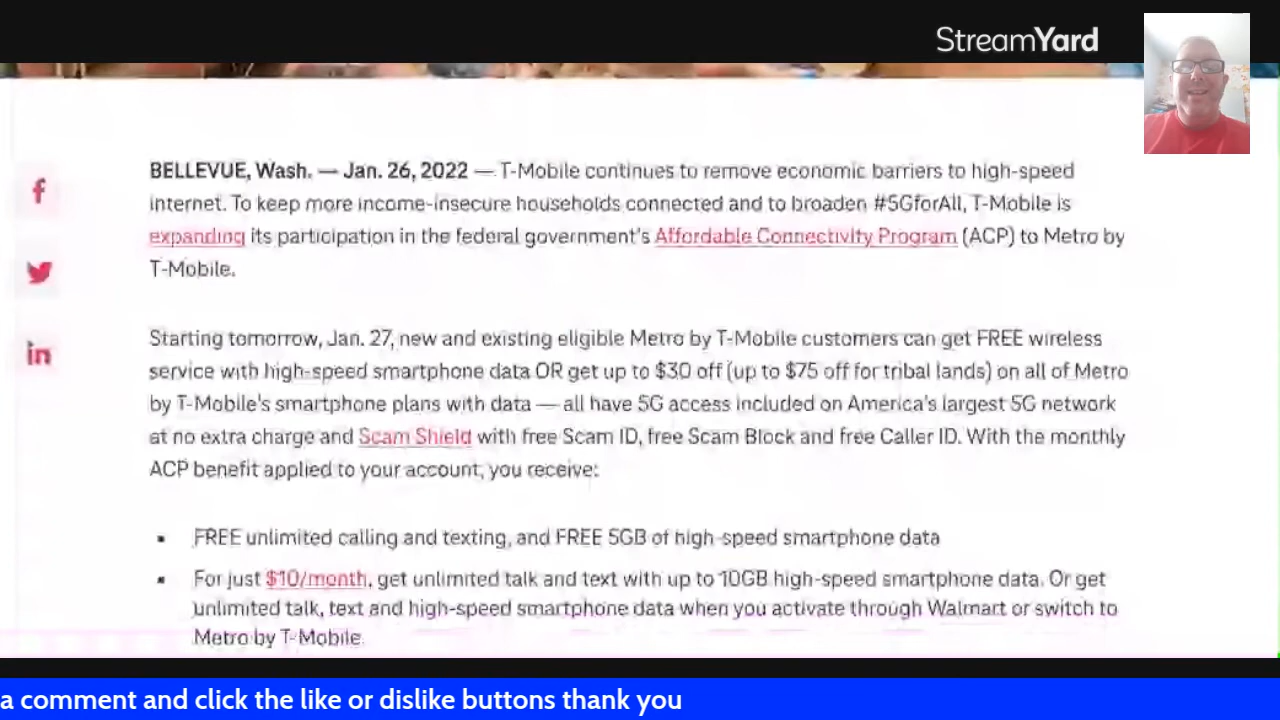 StreamYard
BELLEVUE, Wash. — Jan. 26, 2022 — T-Mobile continues to remove economic barriers to high-speed
internet. To keep more income-insecure households connected and to broaden #5GforAll, T-Mobile is
expanding its participation in the federal government's Affordable Connectivity Program (ACP) to Metro by
T-Mobile.
Starting tomorrow, Jan. 27, new and existing eligible Metro by T-Mobile customers can get FREE wireless
service with high-speed smartphone data OR get up to $30 off (up to $75 off for tribal lands) on all of Metro
by T-Mobile's smartphone plans with data — all have 5G access included on America's largest 5G network
at no extra charge and Scam Shield with free Scam ID, free Scam Block and free Caller ID. With the monthly
ACP benefit applied to your account, you receive:
▪ FREE unlimited calling and texting, and FREE 5GB of high-speed smartphone data
▪ For just $10/month, get unlimited talk and text with up to 10GB high-speed smartphone data. Or get
unlimited talk, text and high-speed smartphone data when you activate through Walmart or switch to
Metro by T-Mobile.
a comment and click the like or dislike buttons thank you